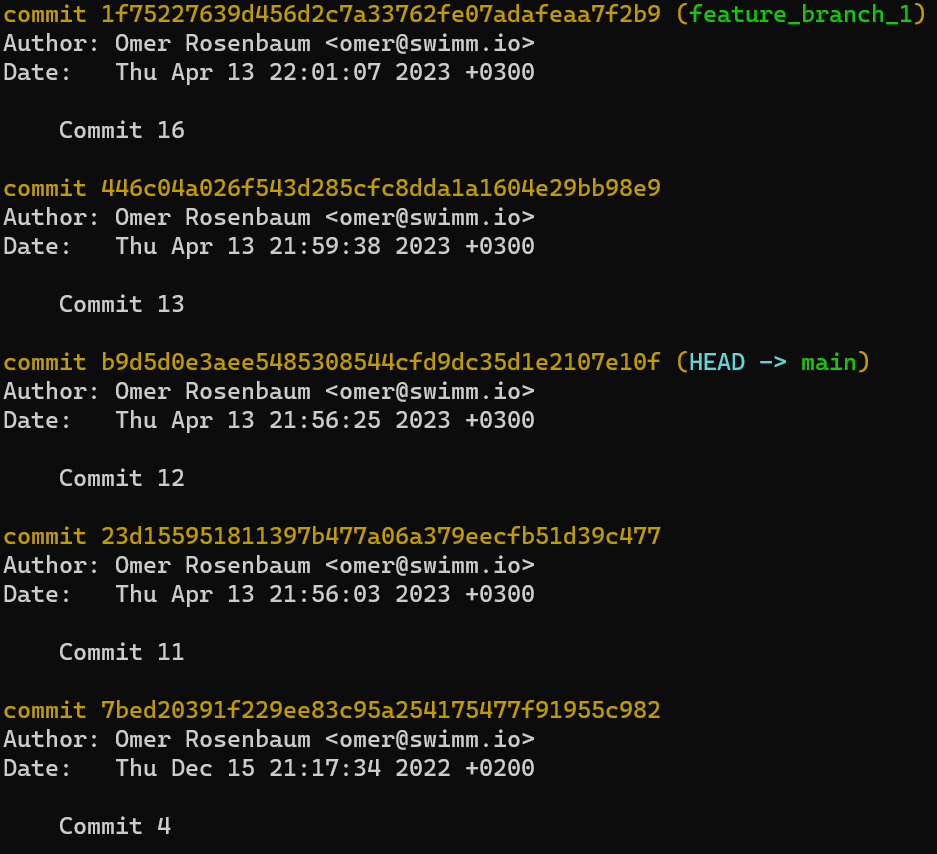 commit 1f75227639d456d2c7a33762fe07adafeaa7f2b9 (feature_branch_1)
Author: Omer Rosenbaum <omer@swimm.io>
Date:   Thu Apr 13 22:01:07 2023 +0300
    Commit 16
commit 446c04a026f543d285cfc8dda1a1604e29bb98e9
Author: Omer Rosenbaum <omer@swimm.io>
Date:   Thu Apr 13 21:59:38 2023 +0300
    Commit 13
commit b9d5d0e3aee5485308544cfd9dc35d1e2107e10f (HEAD -> main)
Author: Omer Rosenbaum <omer@swimm.io>
Date:   Thu Apr 13 21:56:25 2023 +0300
    Commit 12
commit 23d155951811397b477a06a379eecfb51d39c477
Author: Omer Rosenbaum <omer@swimm.io>
Date:   Thu Apr 13 21:56:03 2023 +0300
    Commit 11
commit 7bed20391f229ee83c95a254175477f91955c982
Author: Omer Rosenbaum <omer@swimm.io>
Date:   Thu Dec 15 21:17:34 2022 +0200
    Commit 4